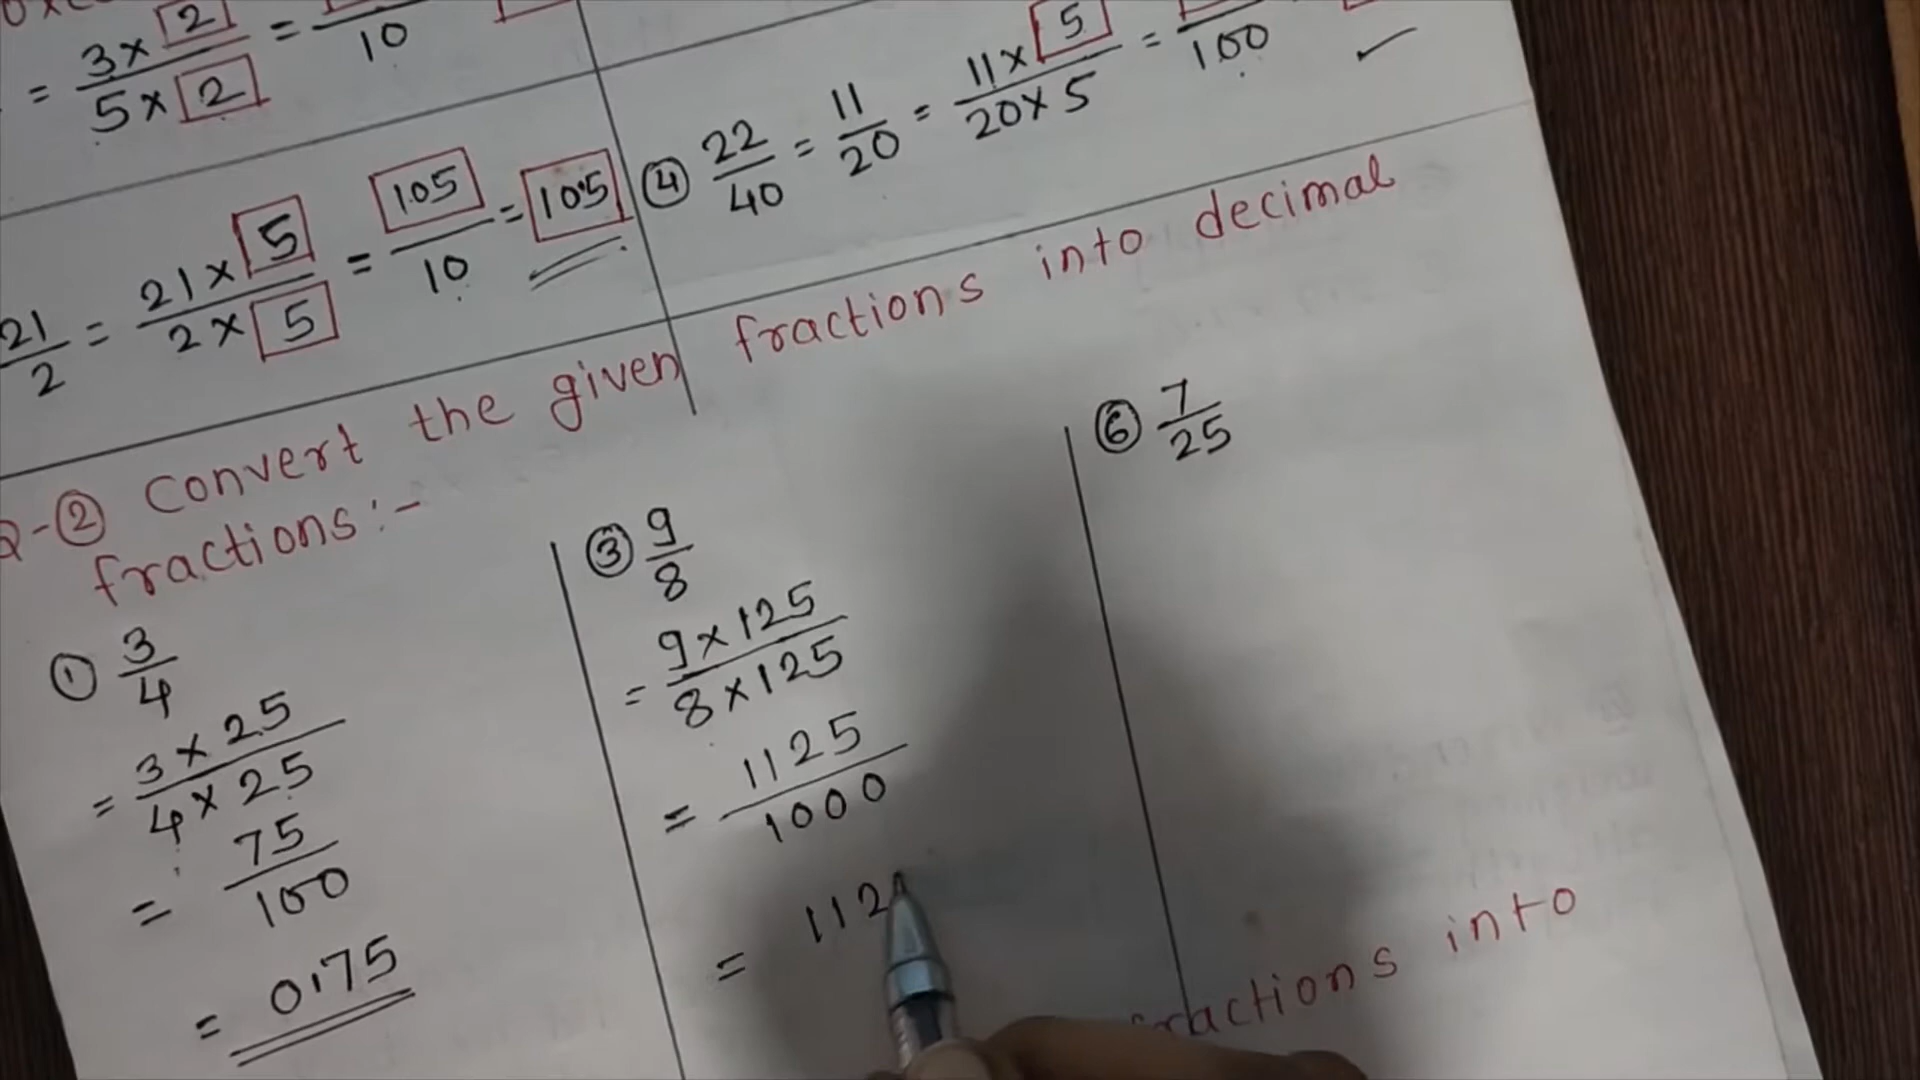 = 3 × 2 / 5 × 2 = / 10
21 / 2 = 21 × 5 / 2 × 5 = 105 / 10 = 10.5
④ 22 / 40 = 11 / 20 = 11 × 5 / 20 × 5 = / 100
Q-② Convert the given fractions into decimal
fractions:-
① 3 / 4
= 3 × 25 / 4 × 25
= 75 / 100
= 0.75
③ 9 / 8
= 9 × 125 / 8 × 125
= 1125 / 1000
= 112
⑥ 7 / 25
fractions into